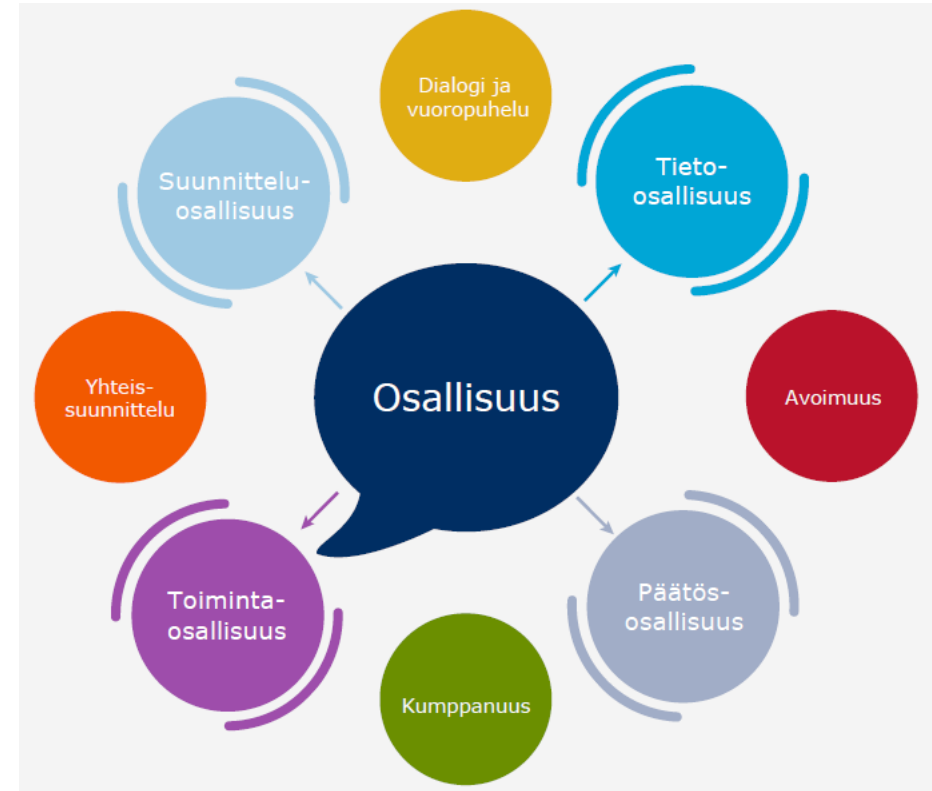 Dialogi ja
vuoropuhelu
Suunnittelu-
osallisuus
Tieto-
osallisuus
Yhteis-
suunnittelu
Osallisuus
Avoimuus
Toiminta-
osallisuus
Päätös-
osallisuus
Kumppanuus